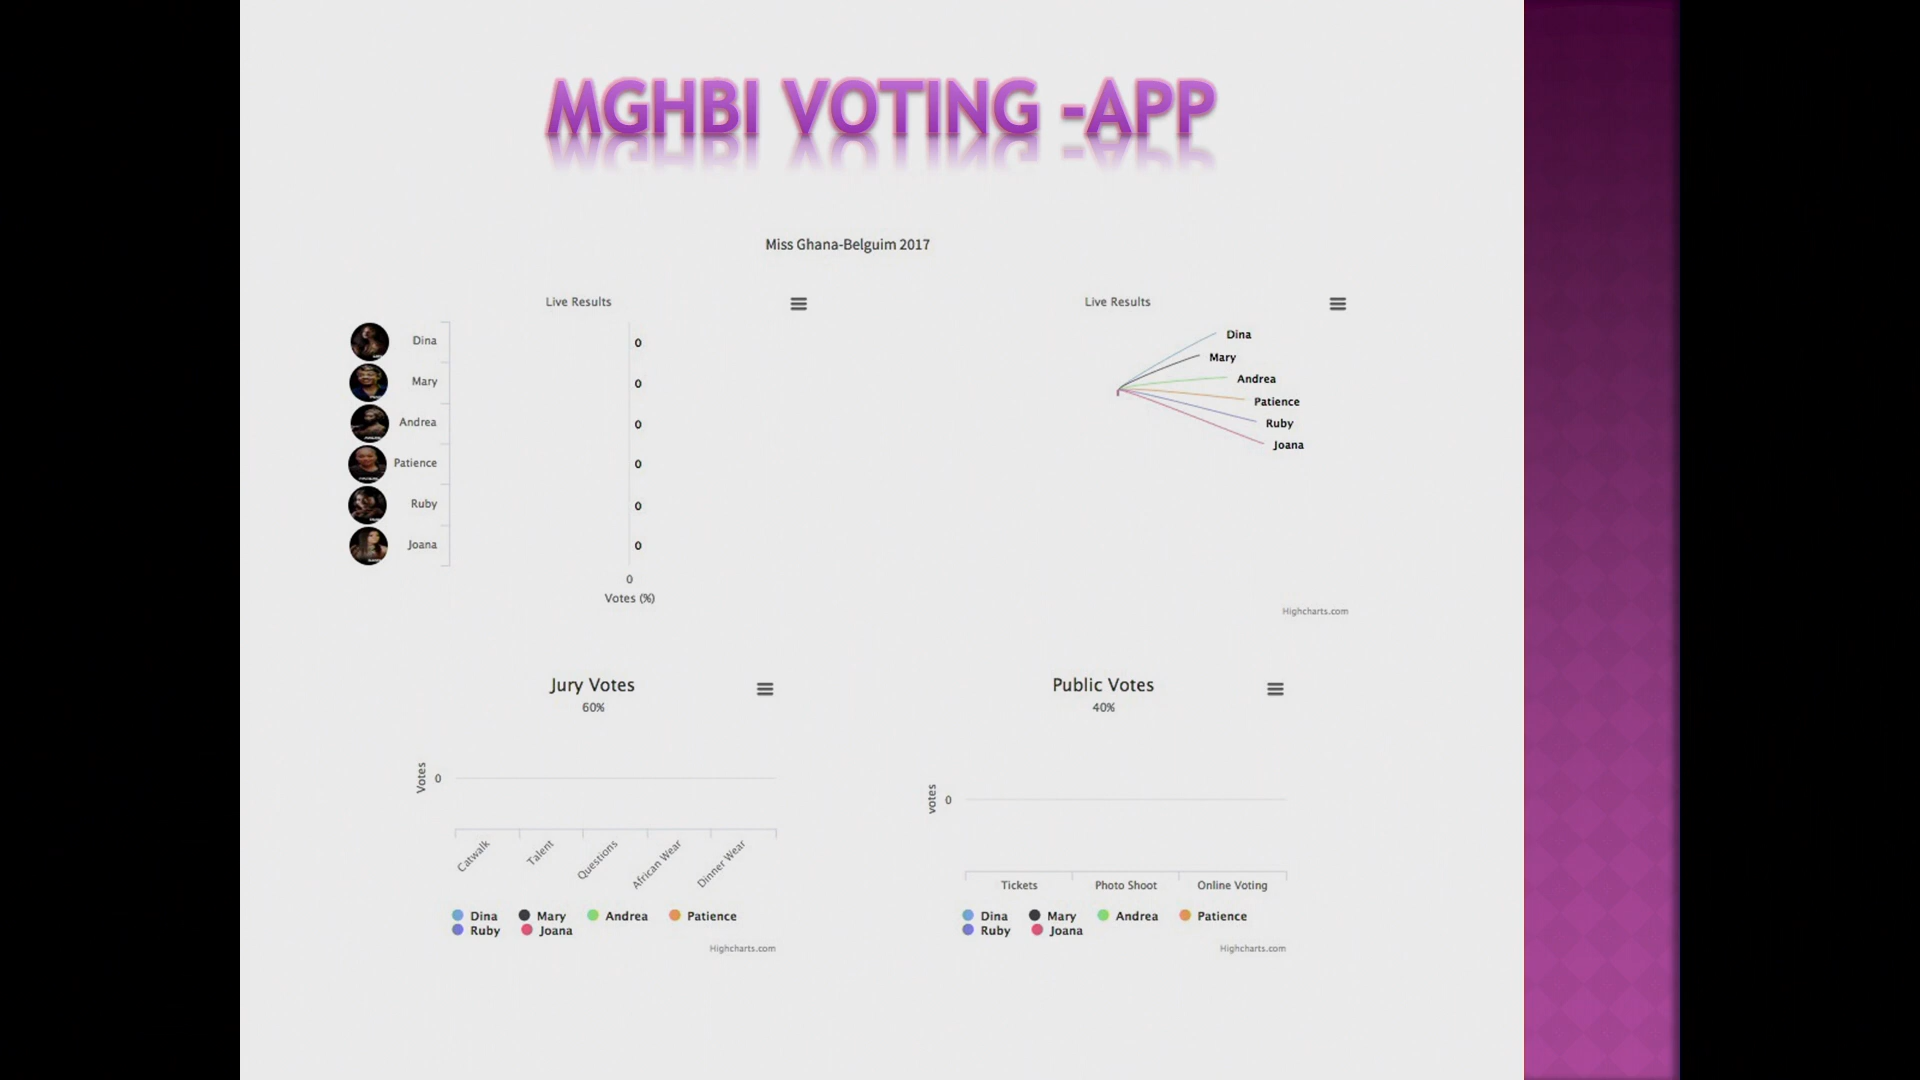 MGHBI VOTING -APP
Miss Ghana-Belguim 2017
Live Results
Dina
0
Mary
0
Andrea
0
Patience
0
Ruby
0
Joana
0
0
Votes (%)
Live Results
Dina
Mary
Andrea
Patience
Ruby
Joana
Highcharts.com
Jury Votes
60%
Votes
0
Catwalk
Talent
Questions
African Wear
Dinner Wear
Dina Mary Andrea Patience
Ruby Joana
Highcharts.com
Public Votes
40%
votes
0
Tickets Photo Shoot Online Voting
Dina Mary Andrea Patience
Ruby Joana
Highcharts.com